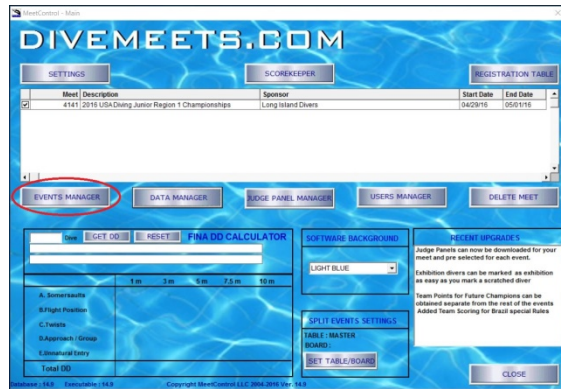 MeetControl - Main
DIVEMEETS.COM
SETTINGS SCOREKEEPER REGISTRATION TABLE
Meet Description Sponsor Start Date End Date
4141 2016 USA Diving Junior Region 1 Championships Long Island Divers 04/29/16 05/01/16
EVENTS MANAGER DATA MANAGER JUDGE PANEL MANAGER USERS MANAGER DELETE MEET
Dive GET DD RESET FINA DD CALCULATOR
1 m 3 m 5 m 7.5 m 10 m
A. Somersaults
B.Flight Position
C.Twists
D.Approach / Group
E.Unnatural Entry
Total DD
SOFTWARE BACKGROUND
LIGHT BLUE
SPLIT EVENTS SETTINGS
TABLE : MASTER
BOARD :
SET TABLE/BOARD
RECENT UPGRADES
Judge Panels can now be downloaded for your
meet and pre selected for each event.
Exhibition divers can be marked as exhibition
as easy as you mark a scratched diver
Team Points for Future Champions can be
obtained separate from the rest of the events
Added Team Scoring for Brazil special Rules
CLOSE
Database : 14.9 Executable : 14.9 Copyright MeetControl LLC 2004-2016 Ver. 14.9